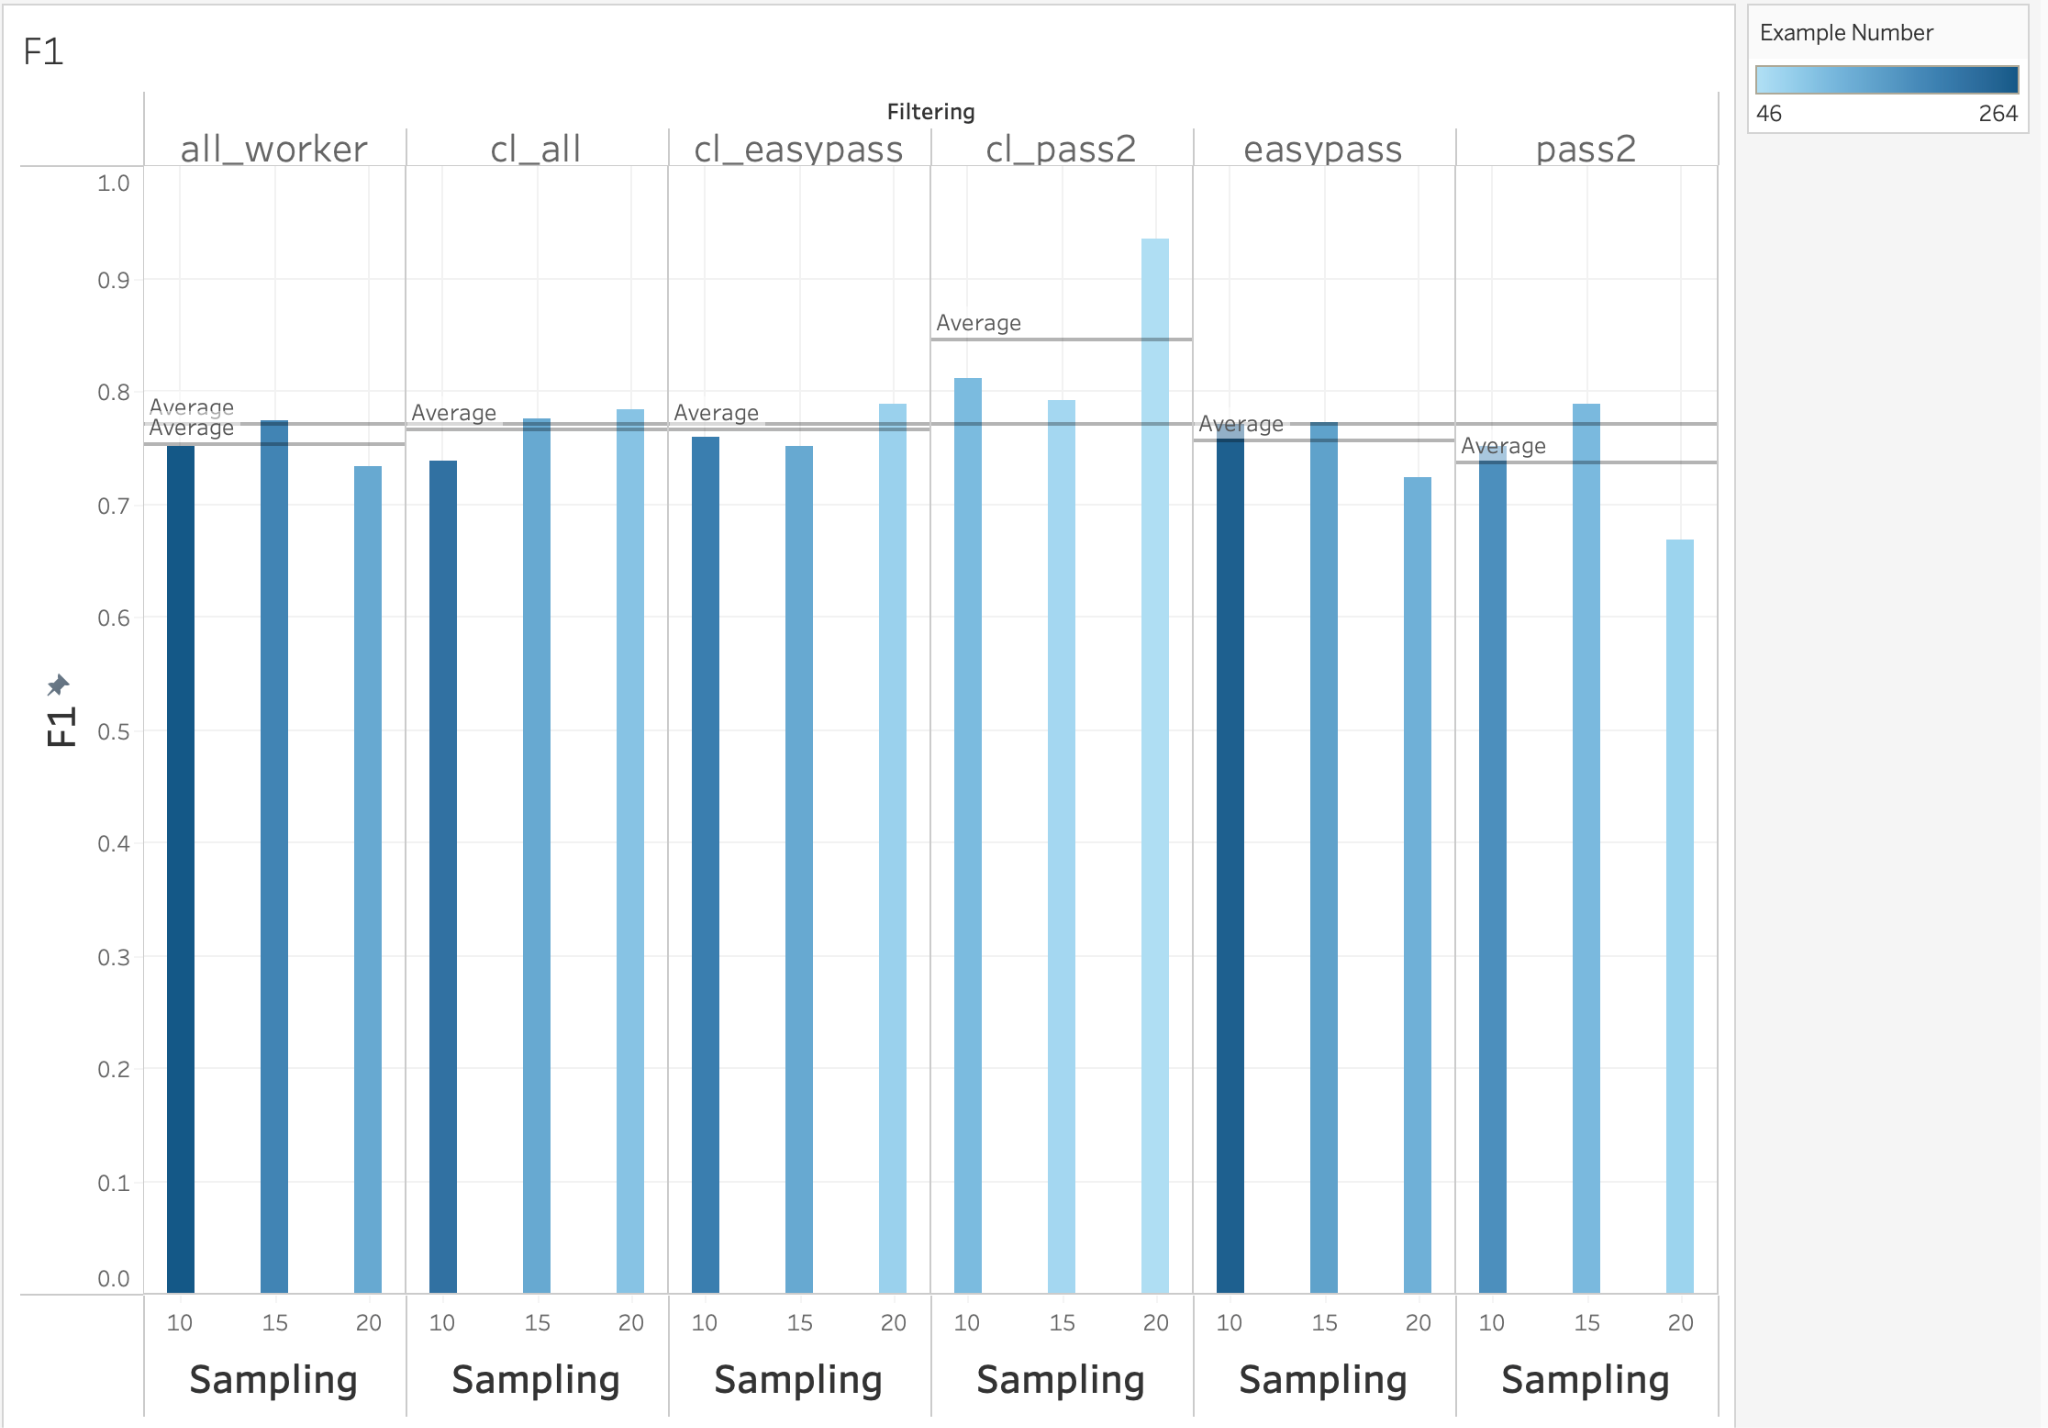 F1
Example Number
46 264
Filtering
all_worker cl_all cl_easypass cl_pass2 easypass pass2
1.0
0.9
Average
0.8
Average Average Average
Average Average
Average
0.7
0.6
F1
0.5
0.4
0.3
0.2
0.1
0.0
10 15 20 10 15 20 10 15 20 10 15 20 10 15 20 10 15 20
Sampling Sampling Sampling Sampling Sampling Sampling